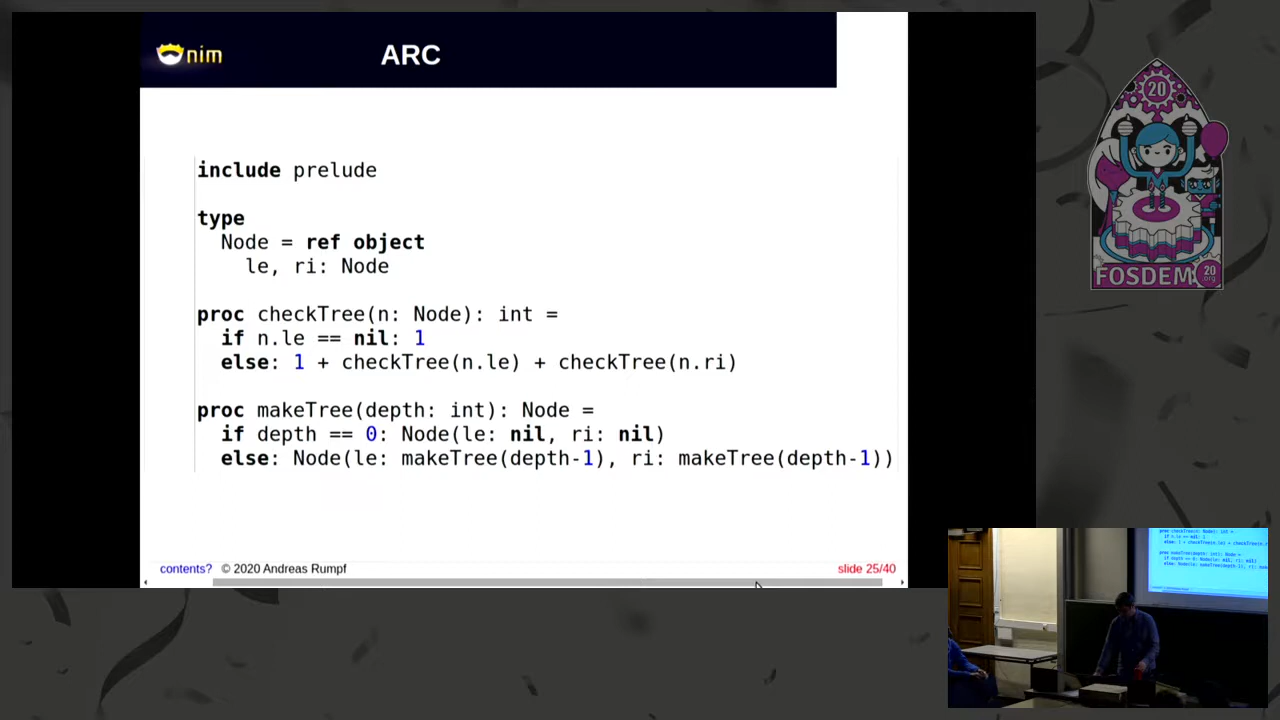 nim
ARC
include prelude
type
Node = ref object
le, ri: Node
proc checkTree(n: Node): int =
if n.le == nil: 1
else: 1 + checkTree(n.le) + checkTree(n.ri)
proc makeTree(depth: int): Node =
if depth == 0: Node(le: nil, ri: nil)
else: Node(le: makeTree(depth-1), ri: makeTree(depth-1))
contents? © 2020 Andreas Rumpf slide 25/40
20
FOSDEM 20
.org